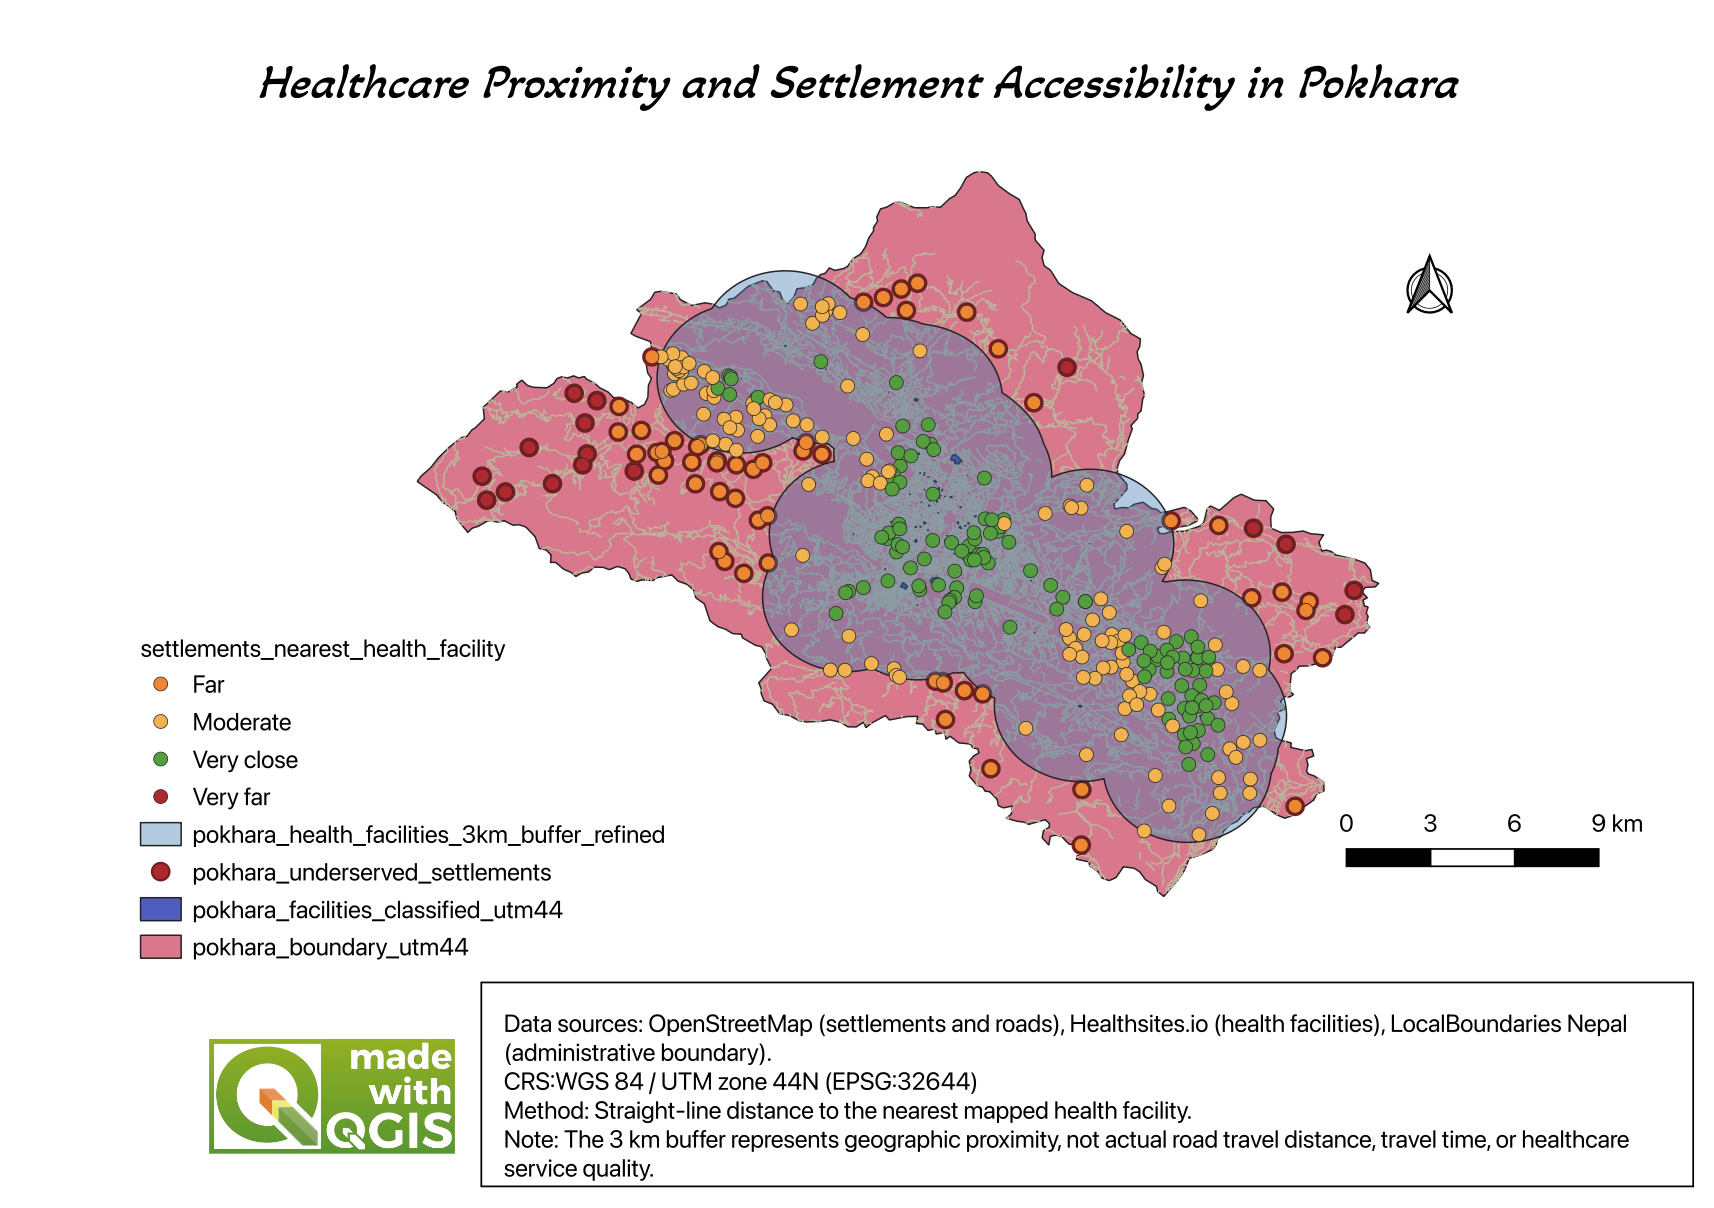 Healthcare Proximity and Settlement Accessibility in Pokhara
settlements_nearest_health_facility
Far
Moderate
Very close
Very far
pokhara_health_facilities_3km_buffer_refined
pokhara_underserved_settlements
pokhara_facilities_classified_utm44
pokhara_boundary_utm44
0 3 6 9 km
made
with
QGIS
Data sources: OpenStreetMap (settlements and roads), Healthsites.io (health facilities), LocalBoundaries Nepal
(administrative boundary).
CRS:WGS 84 / UTM zone 44N (EPSG:32644)
Method: Straight-line distance to the nearest mapped health facility.
Note: The 3 km buffer represents geographic proximity, not actual road travel distance, travel time, or healthcare
service quality.